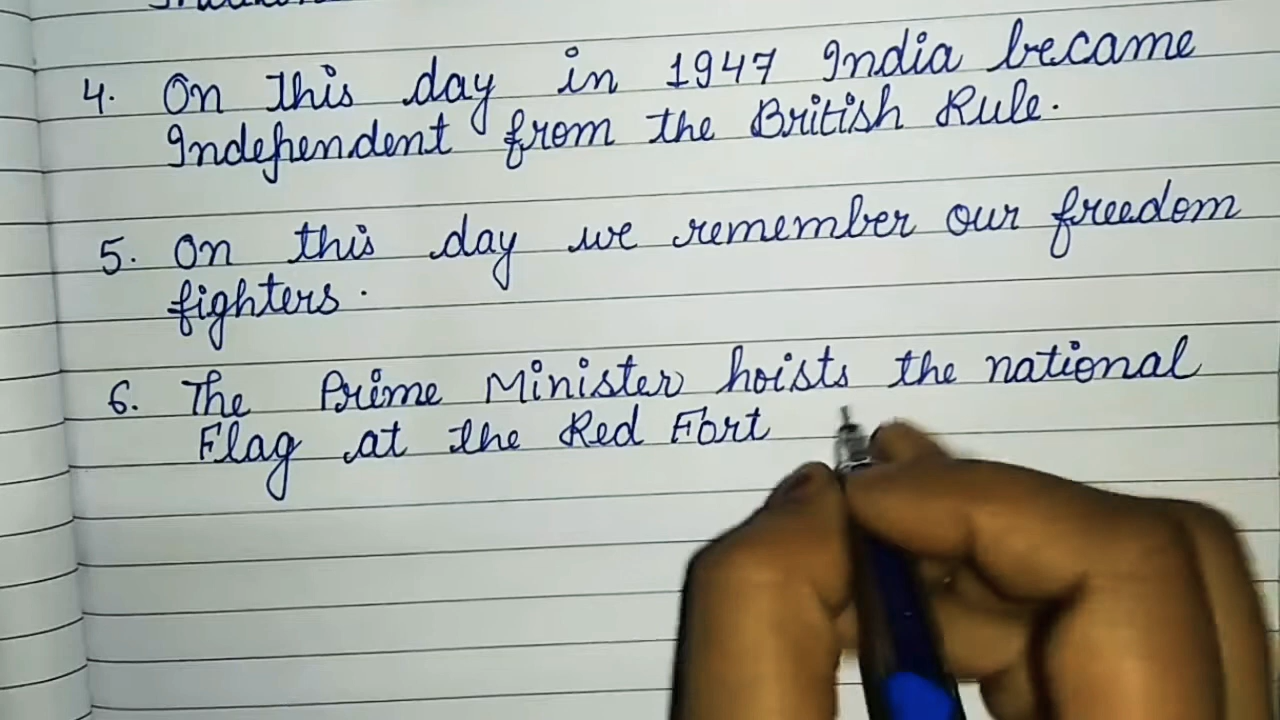 4. On this day in 1947 India became
Independent from the British Rule.
5. On this day we remember our freedom
fighters.
6. The Prime Minister hoists the national
Flag at the Red Fort